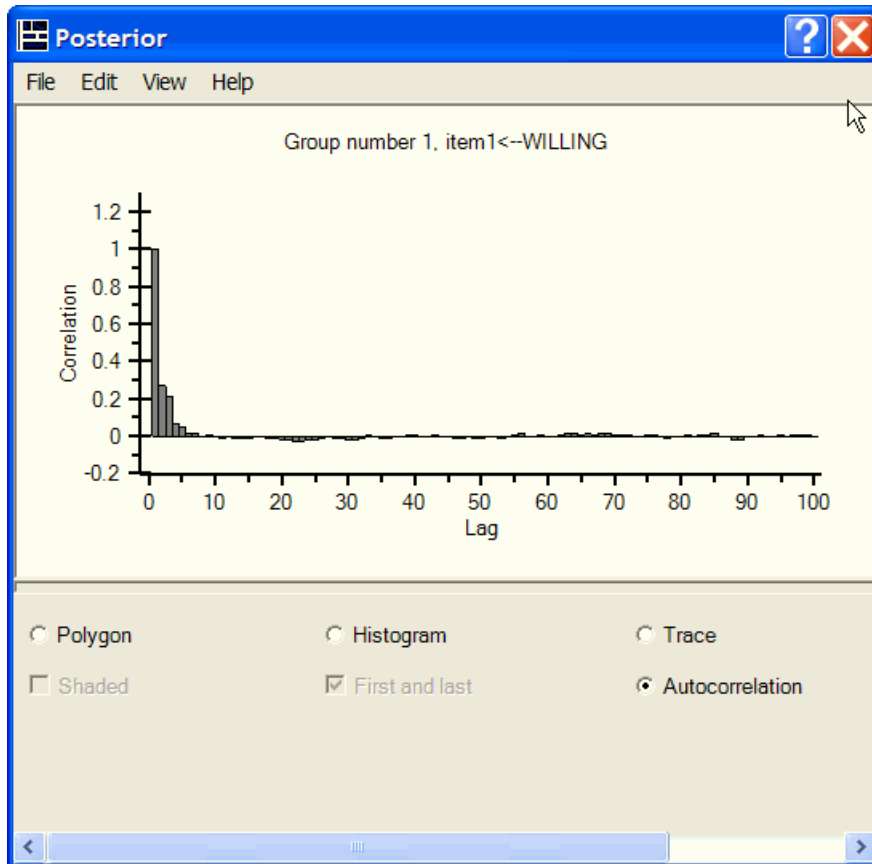 Posterior
File Edit View Help
Group number 1, item1<--WILLING
1.2
1
0.8
0.6
0.4
0.2
0
-0.2
Correlation
0 10 20 30 40 50 60 70 80 90 100
Lag
Polygon Histogram Trace
Shaded First and last Autocorrelation